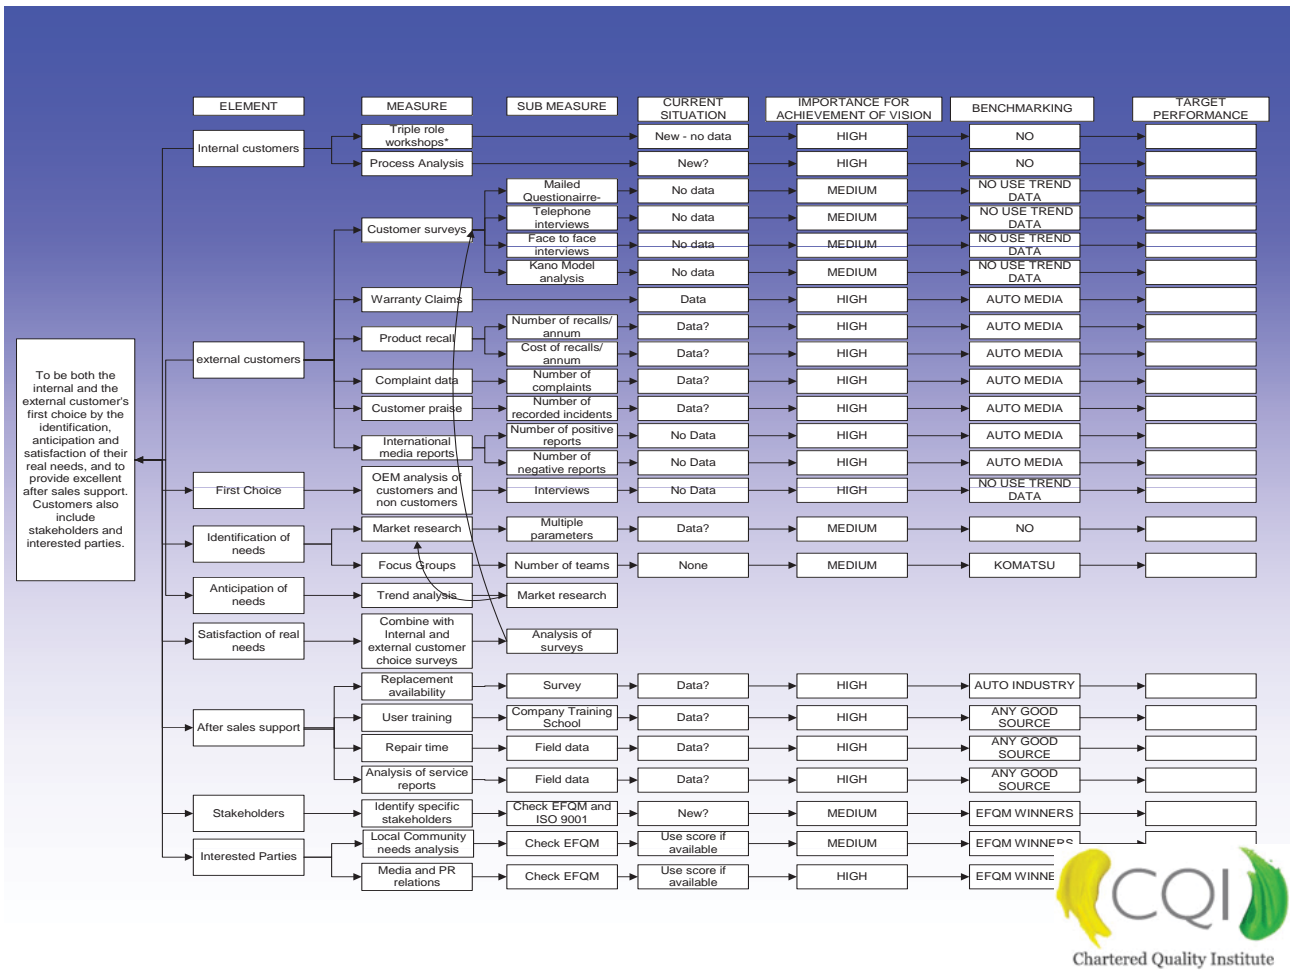 ELEMENT
MEASURE
SUB MEASURE
CURRENT
SITUATION
IMPORTANCE FOR
ACHIEVEMENT OF VISION
BENCHMARKING
TARGET
PERFORMANCE
To be both the
internal and the
external customer's
first choice by the
identification,
anticipation and
satisfaction of their
real needs, and to
provide excellent
after sales support.
Customers also
include
stakeholders and
interested parties.
Internal customers
Triple role
workshops*
New - no data
HIGH
NO
Process Analysis
New?
HIGH
NO
external customers
Customer surveys
Mailed
Questionairre-
No data
MEDIUM
NO USE TREND
DATA
Telephone
interviews
No data
MEDIUM
NO USE TREND
DATA
Face to face
interviews
No data
MEDIUM
NO USE TREND
DATA
Kano Model
analysis
No data
MEDIUM
NO USE TREND
DATA
Warranty Claims
Data
HIGH
AUTO MEDIA
Product recall
Number of recalls/
annum
Data?
HIGH
AUTO MEDIA
Cost of recalls/
annum
Data?
HIGH
AUTO MEDIA
Complaint data
Number of
complaints
Data?
HIGH
AUTO MEDIA
Customer praise
Number of
recorded incidents
Data?
HIGH
AUTO MEDIA
International
media reports
Number of positive
reports
No Data
HIGH
AUTO MEDIA
Number of
negative reports
No Data
HIGH
AUTO MEDIA
First Choice
OEM analysis of
customers and
non customers
Interviews
No Data
HIGH
NO USE TREND
DATA
Identification of
needs
Market research
Multiple
parameters
Data?
MEDIUM
NO
Focus Groups
Number of teams
None
MEDIUM
KOMATSU
Anticipation of
needs
Trend analysis
Market research
Satisfaction of real
needs
Combine with
Internal and
external customer
choice surveys
Analysis of
surveys
After sales support
Replacement
availability
Survey
Data?
HIGH
AUTO INDUSTRY
User training
Company Training
School
Data?
HIGH
ANY GOOD
SOURCE
Repair time
Field data
Data?
HIGH
ANY GOOD
SOURCE
Analysis of service
reports
Field data
Data?
HIGH
ANY GOOD
SOURCE
Stakeholders
Identify specific
stakeholders
Check EFQM and
ISO 9001
New?
MEDIUM
EFQM WINNERS
Interested Parties
Local Community
needs analysis
Check EFQM
Use score if
available
MEDIUM
EFQM WINNERS
Media and PR
relations
Check EFQM
Use score if
available
HIGH
EFQM WINNE
CQI
Chartered Quality Institute